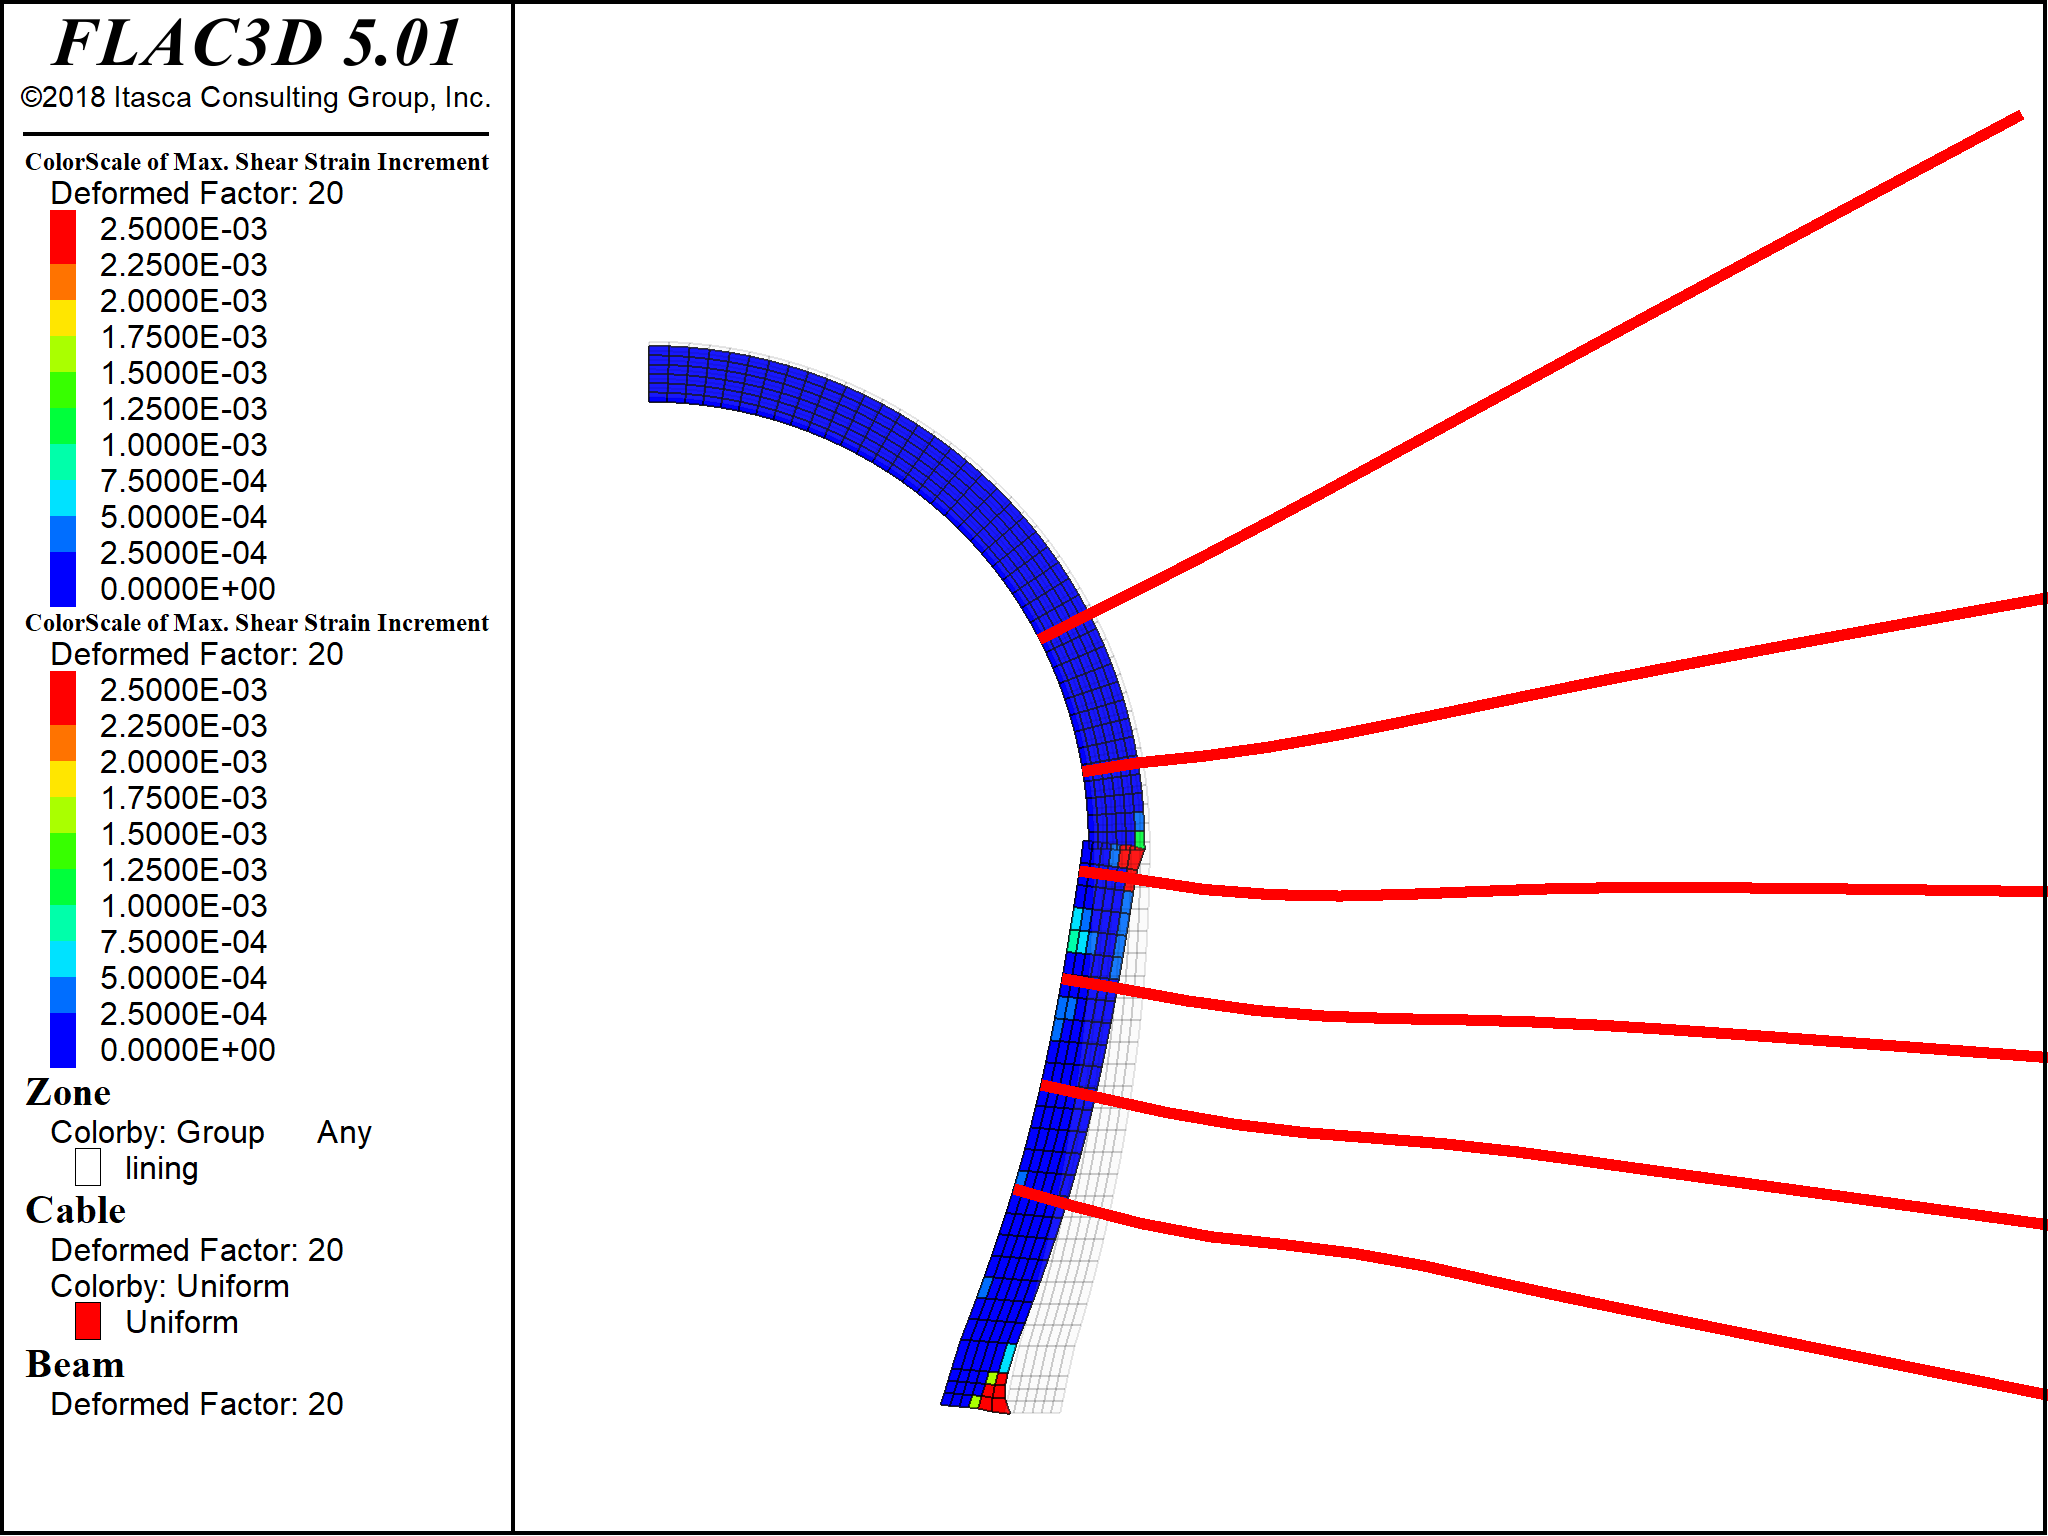 FLAC3D 5.01
©2018 Itasca Consulting Group, Inc.
ColorScale of Max. Shear Strain Increment
Deformed Factor: 20
2.5000E-03
2.2500E-03
2.0000E-03
1.7500E-03
1.5000E-03
1.2500E-03
1.0000E-03
7.5000E-04
5.0000E-04
2.5000E-04
0.0000E+00
ColorScale of Max. Shear Strain Increment
Deformed Factor: 20
2.5000E-03
2.2500E-03
2.0000E-03
1.7500E-03
1.5000E-03
1.2500E-03
1.0000E-03
7.5000E-04
5.0000E-04
2.5000E-04
0.0000E+00
Zone
Colorby: Group Any
lining
Cable
Deformed Factor: 20
Colorby: Uniform
Uniform
Beam
Deformed Factor: 20